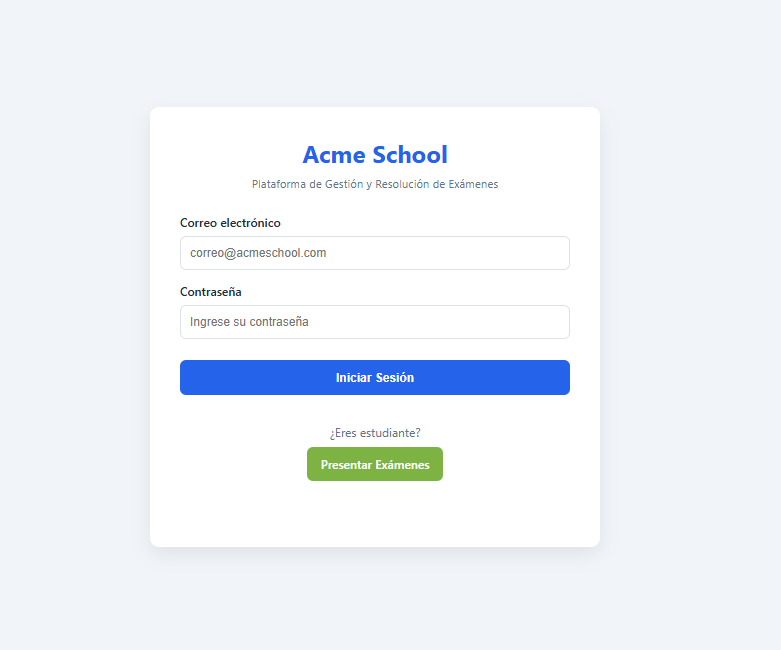 Acme School
Plataforma de Gestión y Resolución de Exámenes
Correo electrónico
correo@acmeschool.com
Contraseña
Ingrese su contraseña
Iniciar Sesión
¿Eres estudiante?
Presentar Exámenes